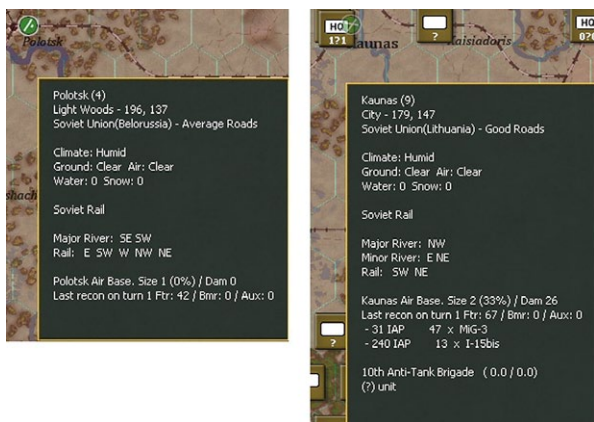 Polotsk
shach
Polotsk (4)
Light Woods - 196, 137
Soviet Union(Belorussia) - Average Roads
Climate: Humid
Ground: Clear Air: Clear
Water: 0 Snow: 0
Soviet Rail
Major River: SE SW
Rail: E SW W NW NE
Polotsk Air Base. Size 1 (0%) / Dam 0
Last recon on turn 1 Ftr: 42 / Bmr: 0 / Aux: 0
HQ
1?1
?
HQ
0?0
aunas
aisiadoris
?
Kaunas (9)
City - 179, 147
Soviet Union(Lithuania) - Good Roads
Climate: Humid
Ground: Clear Air: Clear
Water: 0 Snow: 0
Soviet Rail
Major River: NW
Minor River: E NE
Rail: SW NE
Kaunas Air Base. Size 2 (33%) / Dam 26
Last recon on turn 1 Ftr: 67 / Bmr: 0 / Aux: 0
- 31 IAP 47 x MiG-3
- 240 IAP 13 x I-15bis
10th Anti-Tank Brigade ( 0.0 / 0.0)
(?) unit